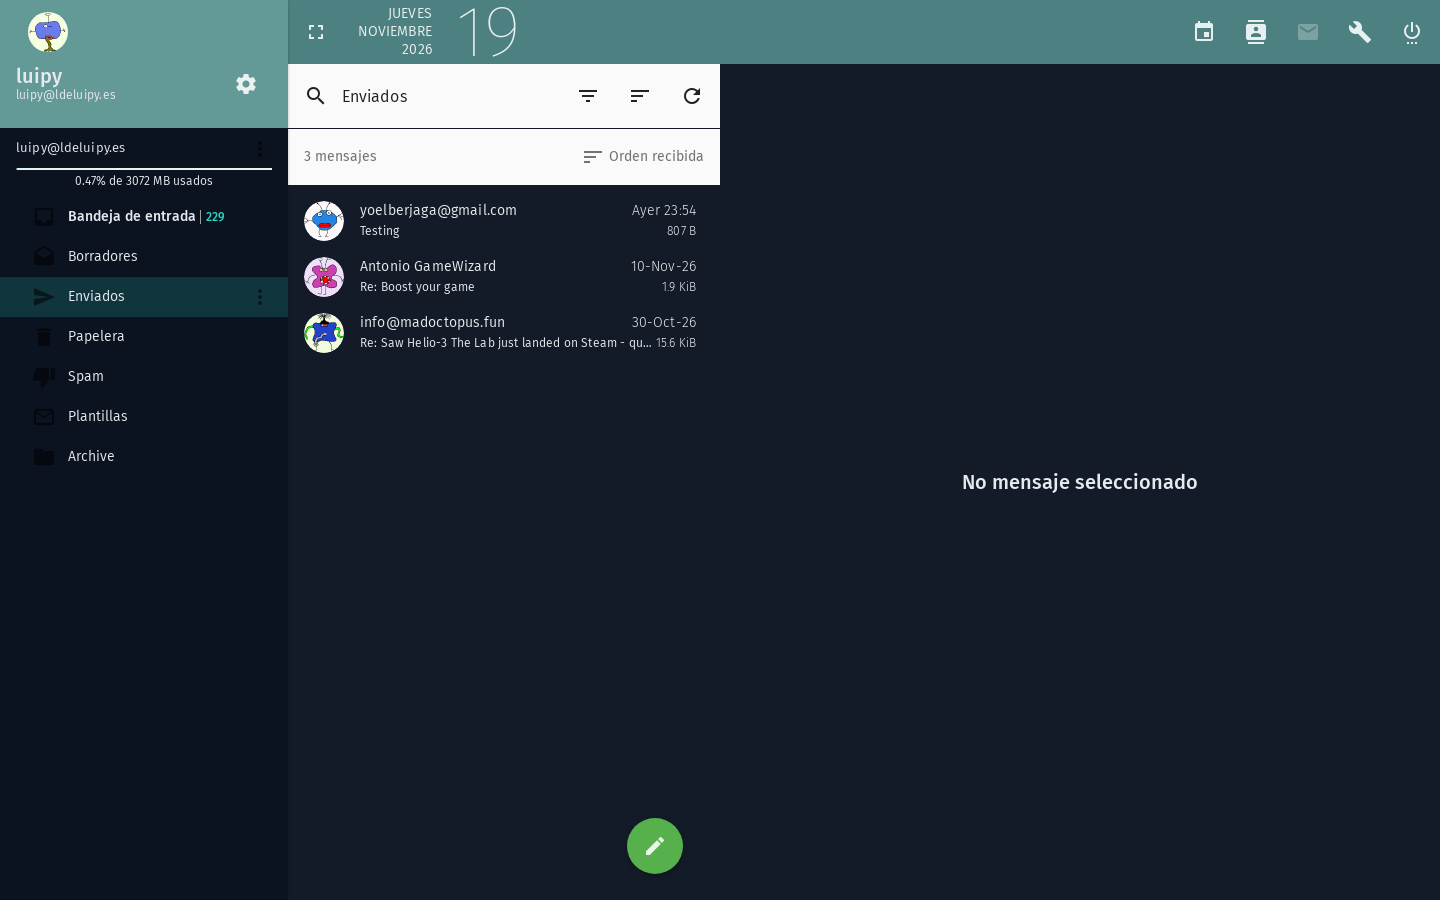 luipy
luipy@ldeluipy.es
luipy@ldeluipy.es
0.47% de 3072 MB usados
Bandeja de entrada | 229
Borradores
Enviados
Papelera
Spam
Plantillas
Archive
JUEVES
NOVIEMBRE
2026
19
Enviados
3 mensajes
Orden recibida
yoelberjaga@gmail.com Ayer 23:54
Testing 807 B
Antonio GameWizard 10-Nov-26
Re: Boost your game 1.9 KiB
info@madoctopus.fun 30-Oct-26
Re: Saw Helio-3 The Lab just landed on Steam - qu... 15.6 KiB
No mensaje seleccionado